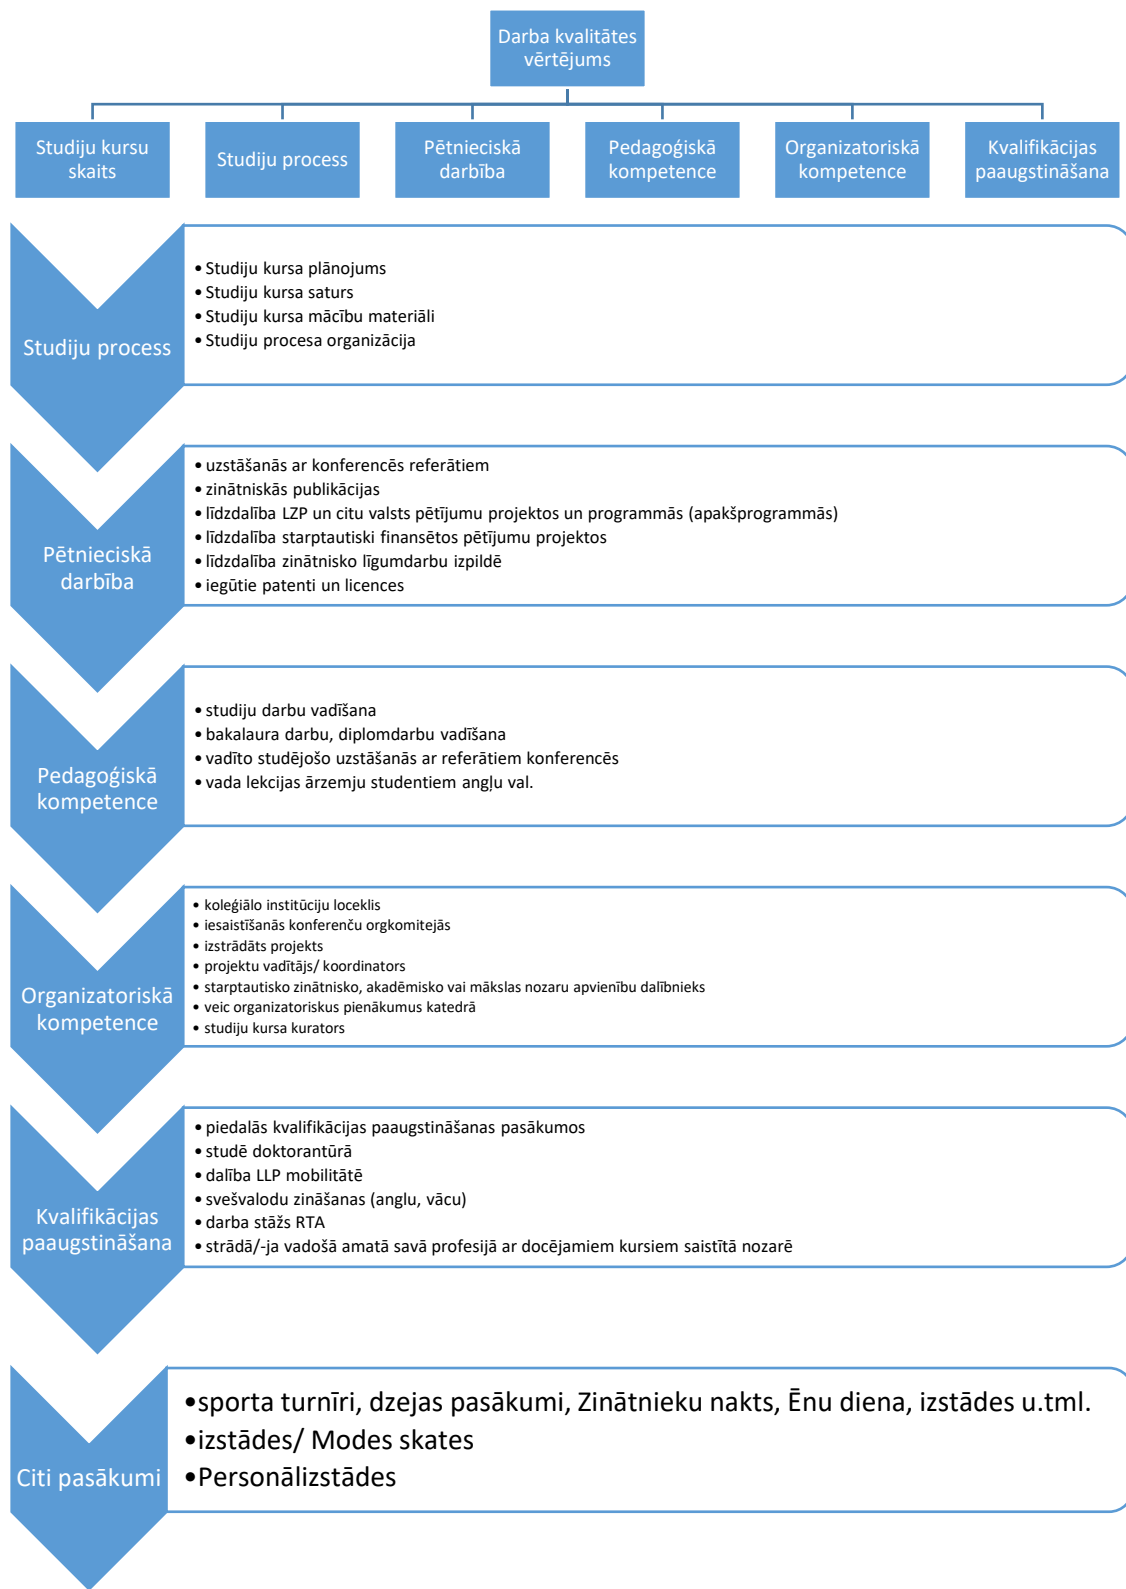 Darba kvalitātes
vērtējums
Studiju kursu
skaits
Studiju process
Pētnieciskā
darbība
Pedagoģiskā
kompetence
Organizatoriskā
kompetence
Kvalifikācijas
paaugstināšana
Studiju process
• Studiju kursa plānojums
• Studiju kursa saturs
• Studiju kursa mācību materiāli
• Studiju procesa organizācija
Pētnieciskā
darbība
• uzstāšanās ar konferencēs referātiem
• zinātniskās publikācijas
• līdzdalība LZP un citu valsts pētījumu projektos un programmās (apakšprogrammās)
• līdzdalība starptautiski finansētos pētījumu projektos
• līdzdalība zinātnisko līgumdarbu izpildē
• iegūtie patenti un licences
Pedagoģiskā
kompetence
• studiju darbu vadīšana
• bakalaura darbu, diplomdarbu vadīšana
• vadīto studējošo uzstāšanās ar referātiem konferencēs
• vada lekcijas ārzemju studentiem angļu val.
Organizatoriskā
kompetence
• koleģiālo institūciju loceklis
• iesaistīšanās konferenču orgkomitejās
• izstrādāts projekts
• projektu vadītājs/ koordinators
• starptautisko zinātnisko, akadēmisko vai mākslas nozaru apvienību dalībnieks
• veic organizatoriskus pienākumus katedrā
• studiju kursa kurators
Kvalifikācijas
paaugstināšana
• piedalās kvalifikācijas paaugstināšanas pasākumos
• studē doktorantūrā
• dalība LLP mobilitātē
• svešvalodu zināšanas (anglu, vācu)
• darba stāžs RTA
• strādā/-ja vadošā amatā savā profesijā ar docējamiem kursiem saistītā nozarē
Citi pasākumi
•sporta turnīri, dzejas pasākumi, Zinātnieku nakts, Ēnu diena, izstādes u.tml.
•izstādes/ Modes skates
•Personālizstādes